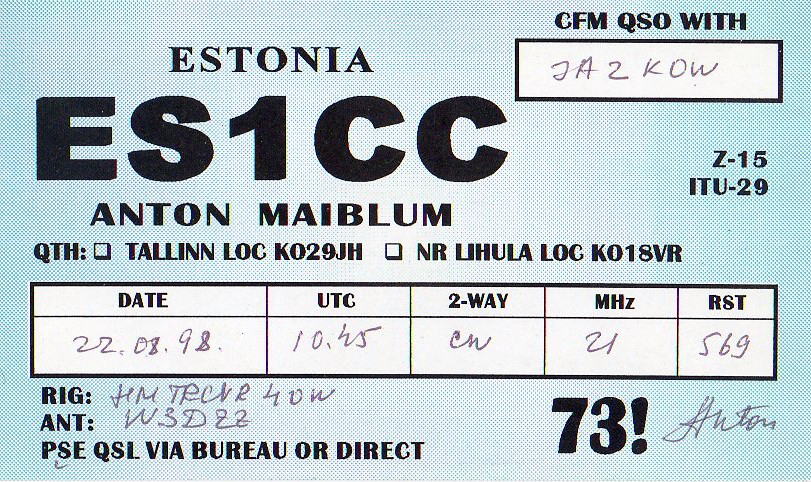 CFM QSO WITH
JA2KOW
ESTONIA
ES1CC
Z-15
ITU-29
ANTON MAIBLUM
QTH: ☐ TALLINN LOC KO29JH ☐ NR LIHULA LOC KO18VR
DATE UTC 2-WAY MHz RST
22.08.98. 10.45 CW 21 569
RIG: HM TRCVR 40W
ANT: W3DZZ
73! Anton
PSE QSL VIA BUREAU OR DIRECT